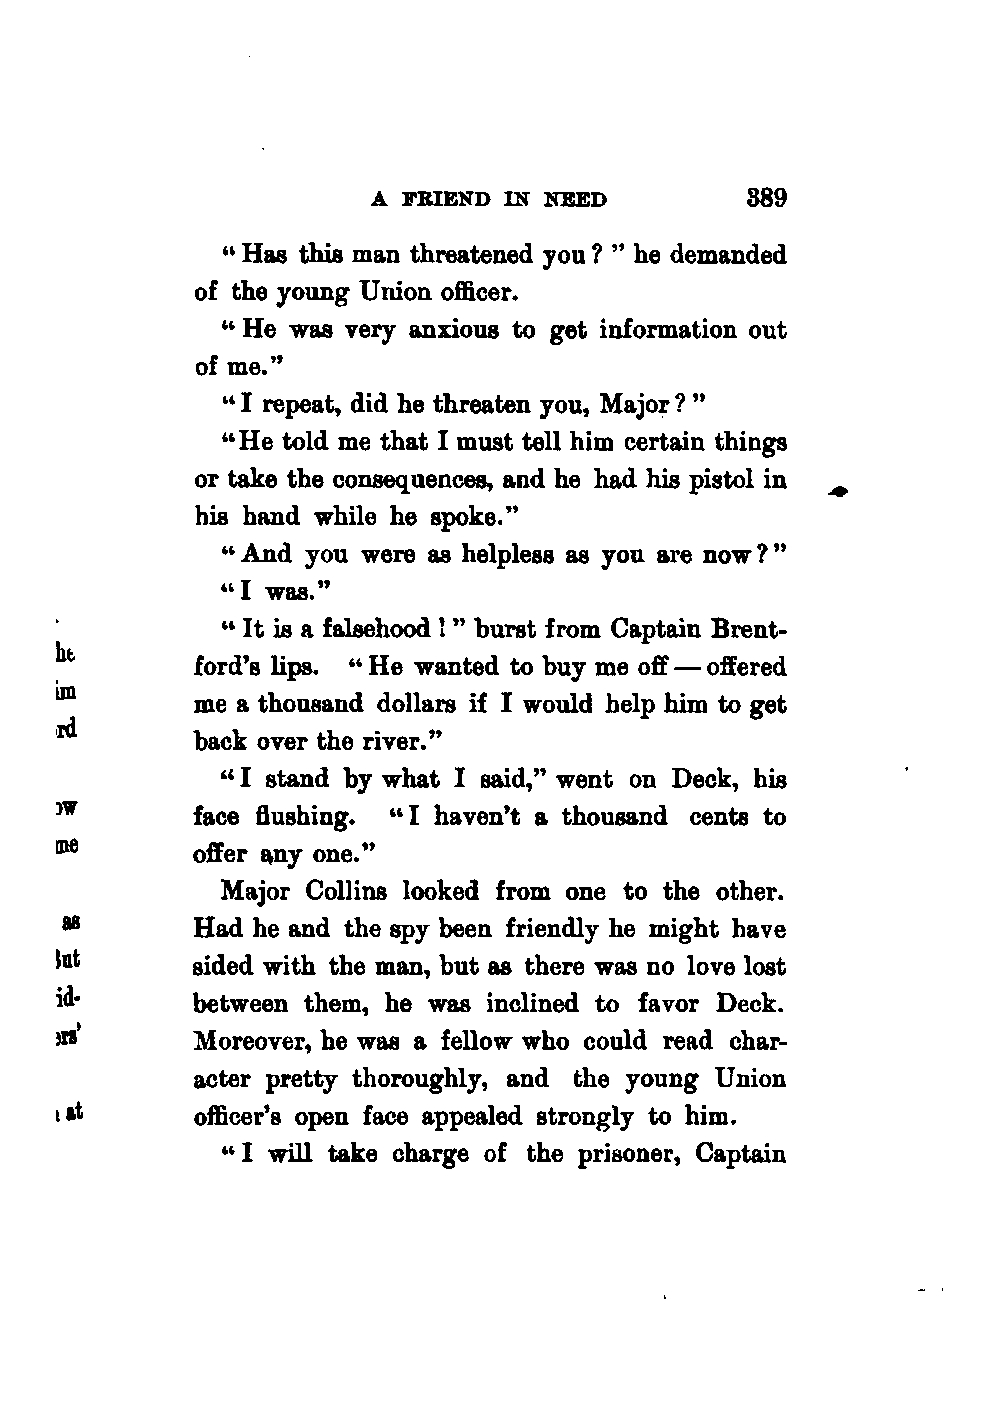 A FRIEND IN NEED 389
“Has this man threatened you?” he demanded
of the young Union officer.
“He was very anxious to get information out
of me.”
“I repeat, did he threaten you, Major?”
“He told me that I must tell him certain things
or take the consequences, and he had his pistol in
his hand while he spoke.”
“And you were as helpless as you are now?”
“I was.”
“It is a falsehood!” burst from Captain Brent-
ford’s lips. “He wanted to buy me off — offered
me a thousand dollars if I would help him to get
back over the river.”
“I stand by what I said,” went on Deck, his
face flushing. “I haven’t a thousand cents to
offer any one.”
Major Collins looked from one to the other.
Had he and the spy been friendly he might have
sided with the man, but as there was no love lost
between them, he was inclined to favor Deck.
Moreover, he was a fellow who could read char-
acter pretty thoroughly, and the young Union
officer’s open face appealed strongly to him.
“I will take charge of the prisoner, Captain
as
id-
at